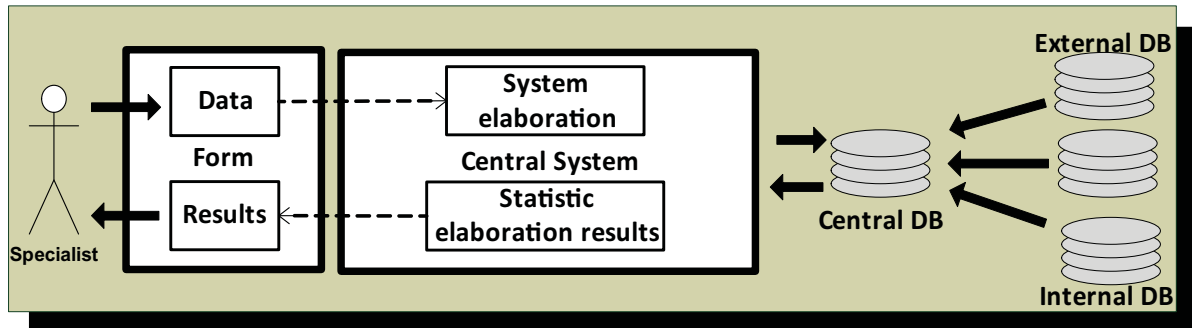 External DB
Data
System
elaboration
Form
Central System
Results
Statistic
elaboration results
Central DB
Specialist
Internal DB